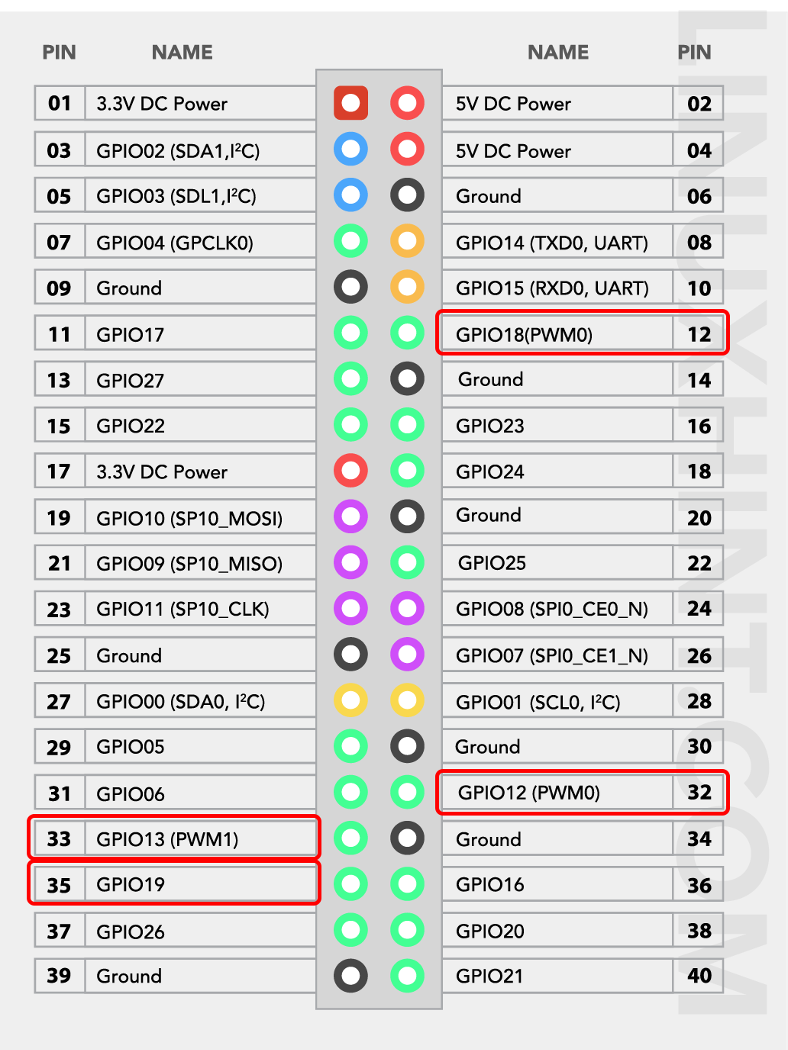 PIN NAME NAME PIN
01 3.3V DC Power 5V DC Power 02
03 GPIO02 (SDA1,I²C) 5V DC Power 04
05 GPIO03 (SDL1,I²C) Ground 06
07 GPIO04 (GPCLK0) GPIO14 (TXD0, UART) 08
09 Ground GPIO15 (RXD0, UART) 10
11 GPIO17 GPIO18(PWM0) 12
13 GPIO27 Ground 14
15 GPIO22 GPIO23 16
17 3.3V DC Power GPIO24 18
19 GPIO10 (SP10_MOSI) Ground 20
21 GPIO09 (SP10_MISO) GPIO25 22
23 GPIO11 (SP10_CLK) GPIO08 (SPI0_CE0_N) 24
25 Ground GPIO07 (SPI0_CE1_N) 26
27 GPIO00 (SDA0, I²C) GPIO01 (SCL0, I²C) 28
29 GPIO05 Ground 30
31 GPIO06 GPIO12 (PWM0) 32
33 GPIO13 (PWM1) Ground 34
35 GPIO19 GPIO16 36
37 GPIO26 GPIO20 38
39 Ground GPIO21 40
LINUXHINT.COM